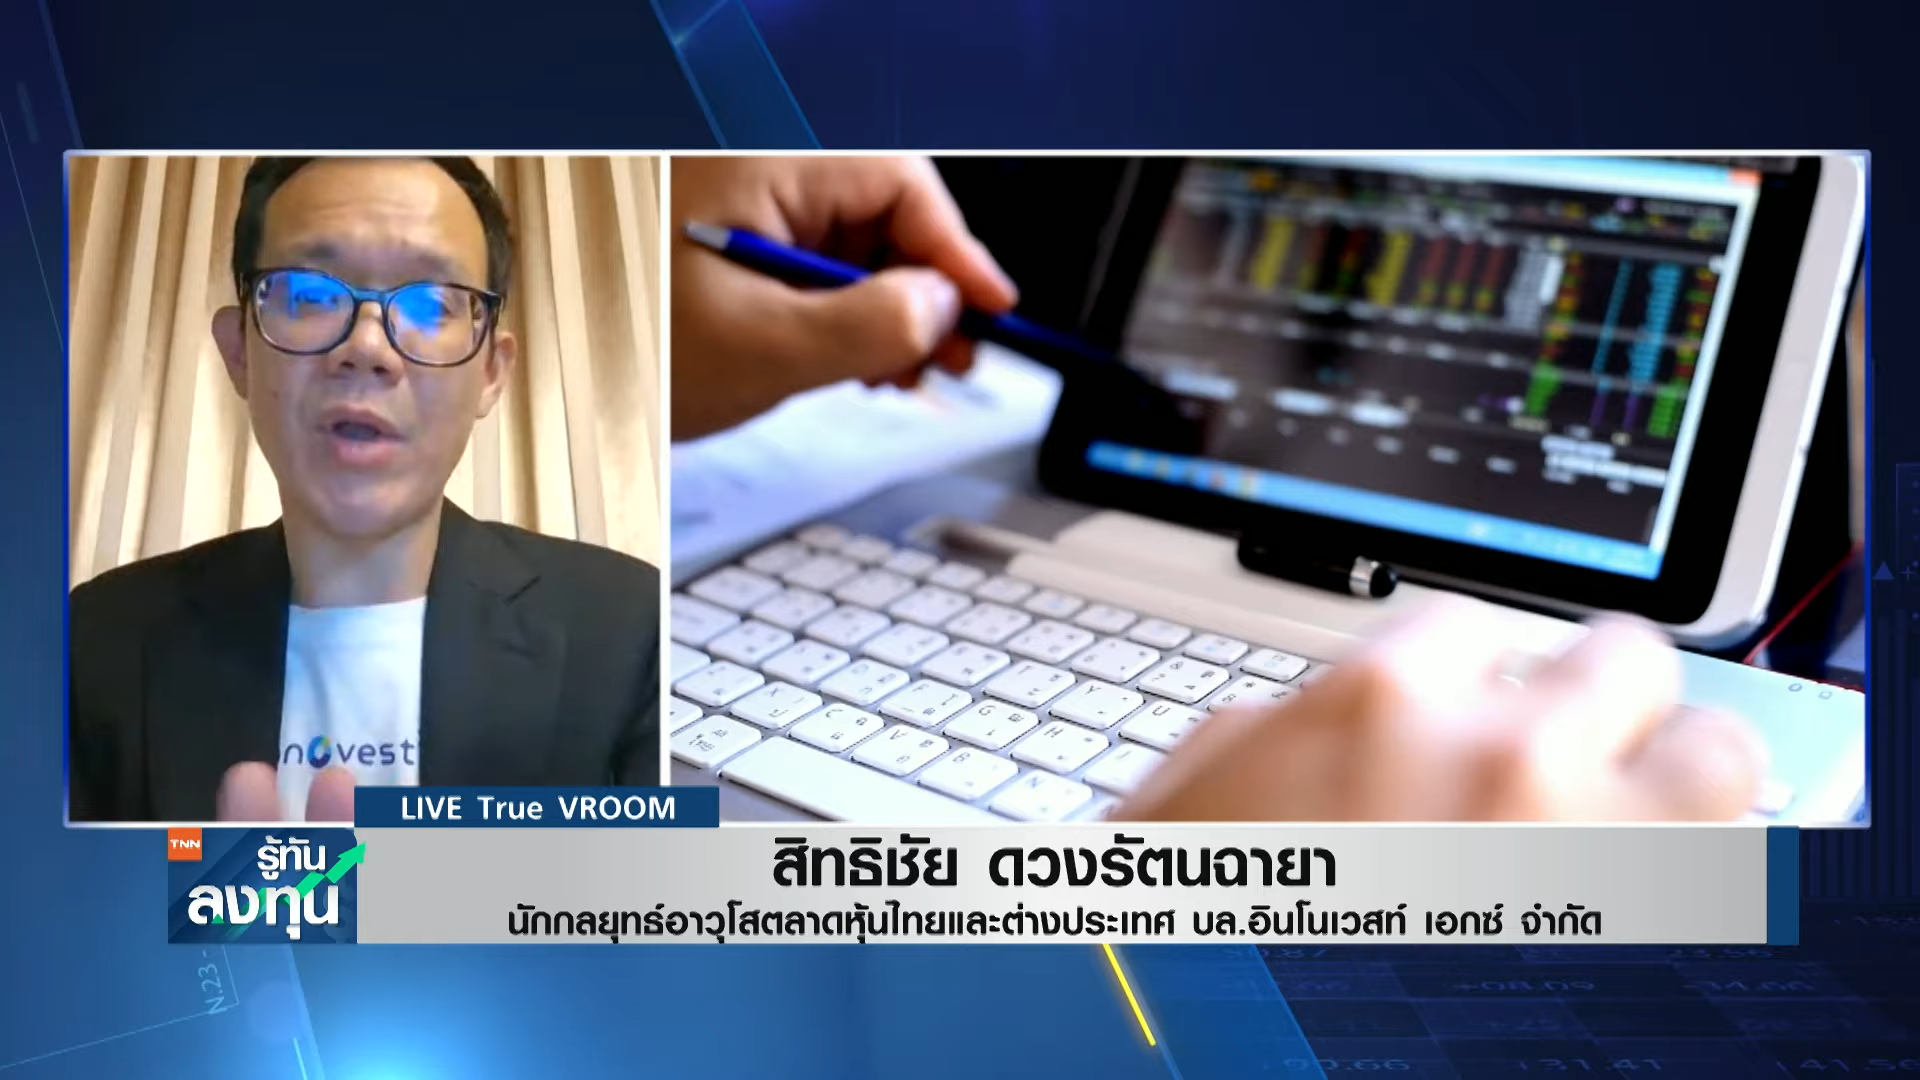 novest
LIVE True VROOM
TNN
รู้ทัน
ลงทุน
สิทธิชัย ดวงรัตนฉายา
นักกลยุทธ์อาวุโสตลาดหุ้นไทยและต่างประเทศ บล.อินโนเวสท์ เอกซ์ จำกัด